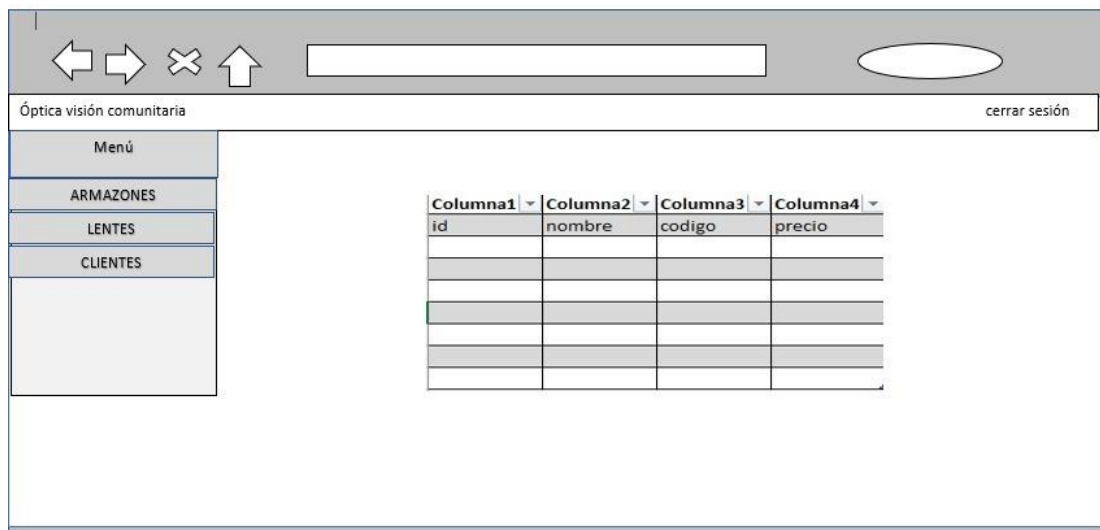 Óptica visión comunitaria
cerrar sesión
Menú
ARMAZONES
LENTES
CLIENTES
Columna1 Columna2 Columna3 Columna4
id nombre codigo precio